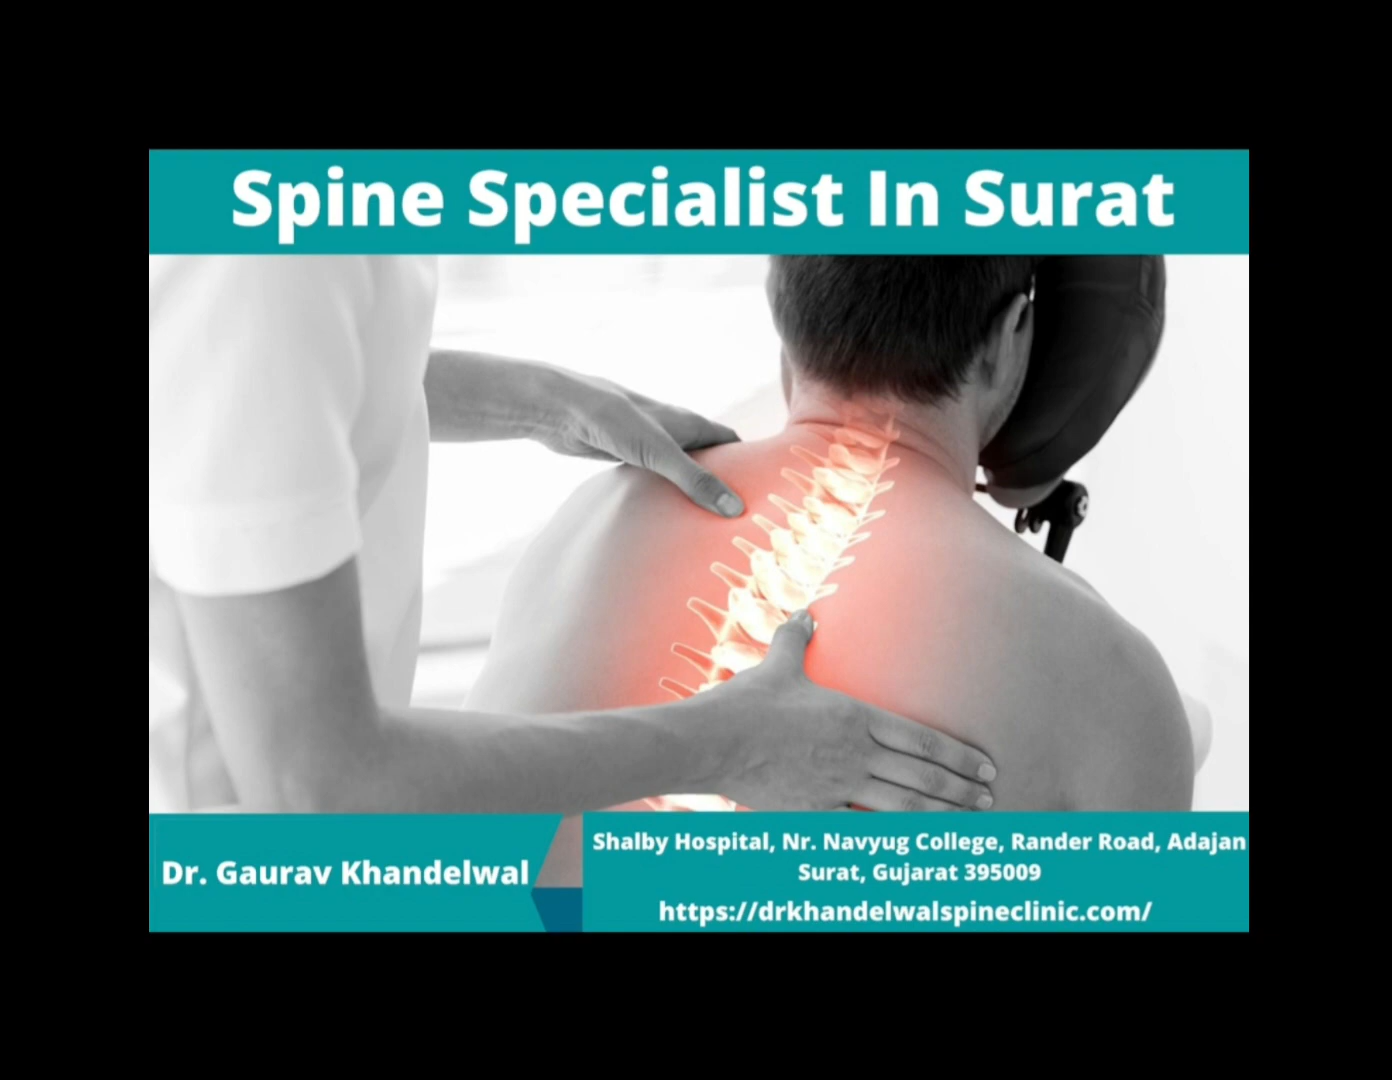 Spine Specialist In Surat
Dr. Gaurav Khandelwal
Shalby Hospital, Nr. Navyug College, Rander Road, Adajan
Surat, Gujarat 395009
https://drkhandelwalspineclinic.com/